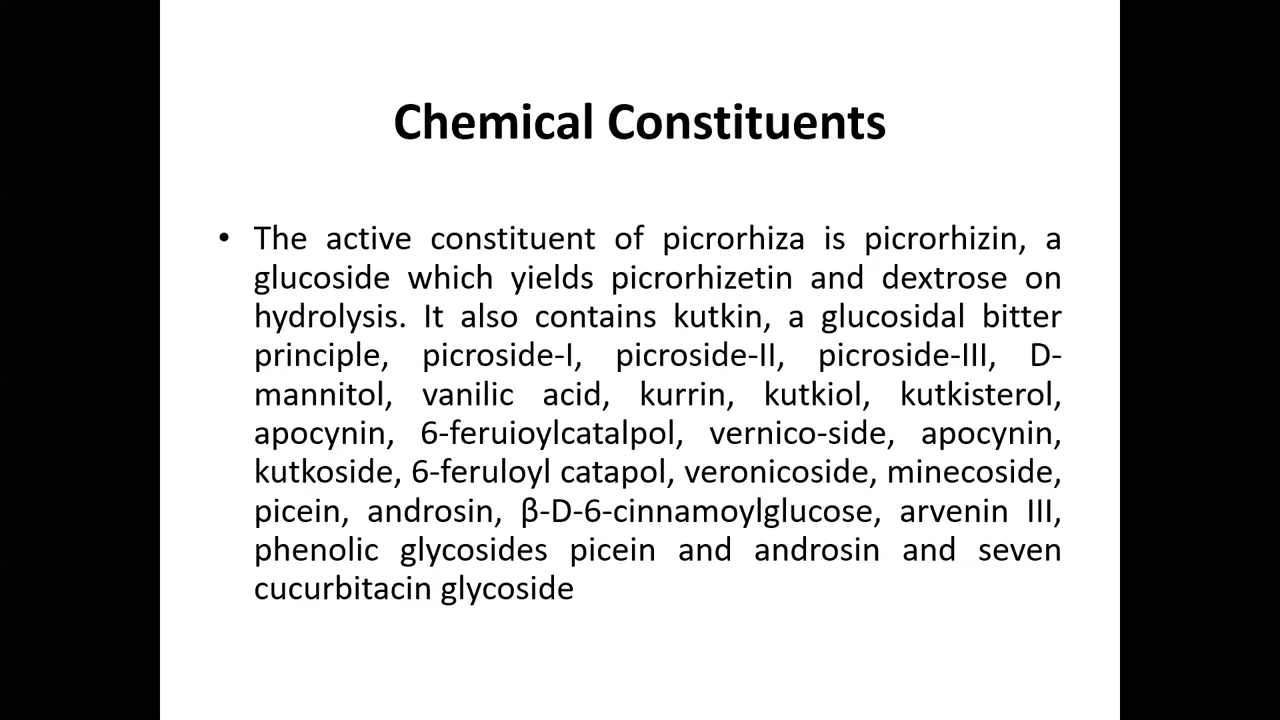 Chemical Constituents
• The active constituent of picrorhiza is picrorhizin, a
glucoside which yields picrorhizetin and dextrose on
hydrolysis. It also contains kutkin, a glucosidal bitter
principle, picroside-I, picroside-II, picroside-III, D-
mannitol, vanilic acid, kurrin, kutkiol, kutkisterol,
apocynin, 6-feruioylcatalpol, vernico-side, apocynin,
kutkoside, 6-feruloyl catapol, veronicoside, minecoside,
picein, androsin, β-D-6-cinnamoylglucose, arvenin III,
phenolic glycosides picein and androsin and seven
cucurbitacin glycoside